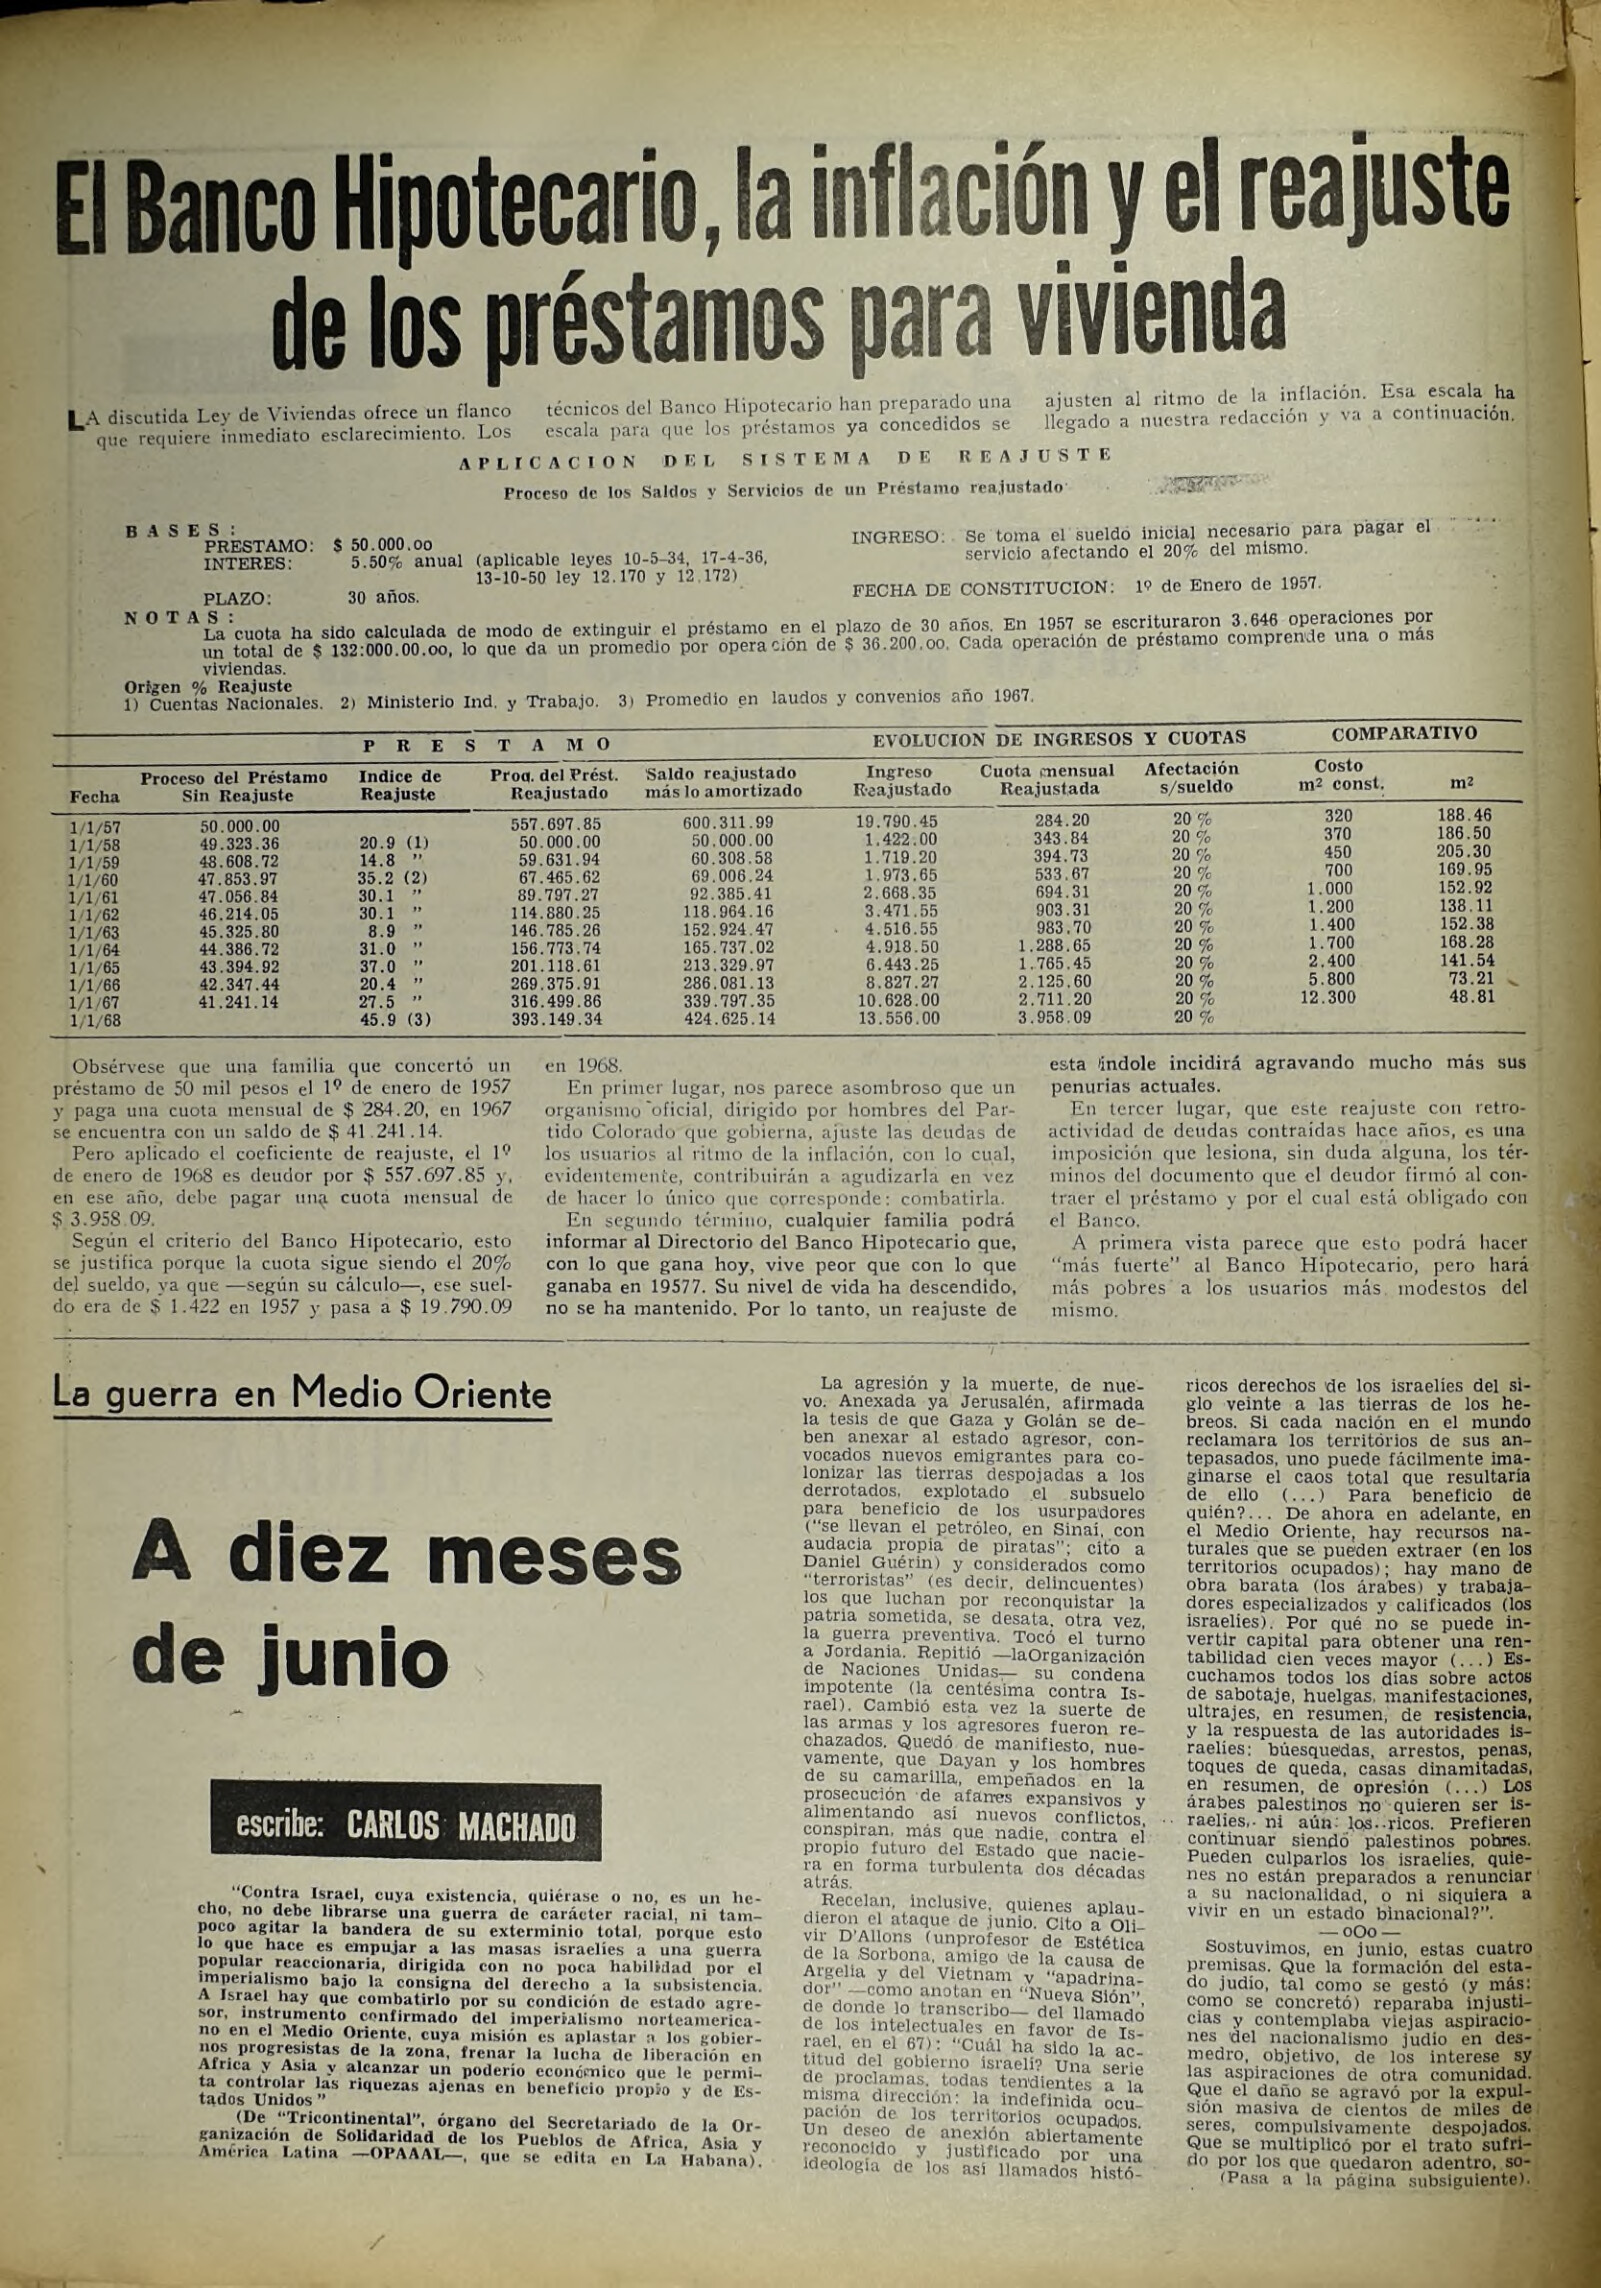 El Banco Hipotecario, la inflación y el reajuste
de los préstamos para vivienda
LA discutida Ley de Viviendas ofrece un flanco
que requiere inmediato esclarecimiento. Los
técnicos del Banco Hipotecario han preparado una
escala para que los préstamos ya concedidos se
ajusten al ritmo de la inflación. Esa escala ha
llegado a nuestra redacción y va a continuación.
APLICACION DEL SISTEMA DE REAJUSTE
Proceso de los Saldos y Servicios de un Préstamo reajustado
BASES:
PRESTAMO: $ 50.000.oo
INTERES: 5.50% anual (aplicable leyes 10-5-34, 17-4-36,
13-10-50 ley 12.170 y 12.172)
PLAZO: 30 años.
INGRESO: Se toma el sueldo inicial necesario para pagar el
servicio afectando el 20% del mismo.
FECHA DE CONSTITUCION: 1º de Enero de 1957.
NOTAS:
La cuota ha sido calculada de modo de extinguir el préstamo en el plazo de 30 años. En 1957 se escrituraron 3.646 operaciones por
un total de $ 132:000.00.oo, lo que da un promedio por operación de $ 36.200.oo. Cada operación de préstamo comprende una o más
viviendas.
Origen % Reajuste
1) Cuentas Nacionales. 2) Ministerio Ind. y Trabajo. 3) Promedio en laudos y convenios año 1967.
PRESTAMO EVOLUCION DE INGRESOS Y CUOTAS COMPARATIVO
Fecha Proceso del Préstamo Sin Reajuste Indice de Reajuste Proq. del Prést. Reajustado Saldo reajustado más lo amortizado Ingreso Reajustado Cuota mensual Reajustada Afectación s/sueldo Costo m² const. m²
1/1/57 50.000.00 557.697.85 600.311.99 19.790.45 284.20 20 % 320 188.46
1/1/58 49.323.36 20.9 (1) 50.000.00 50.000.00 1.422.00 343.84 20 % 370 186.50
1/1/59 48.608.72 14.8 " 59.631.94 60.308.58 1.719.20 394.73 20 % 450 205.30
1/1/60 47.853.97 35.2 (2) 67.465.62 69.006.24 1.973.65 533.67 20 % 700 169.95
1/1/61 47.056.84 30.1 " 89.797.27 92.385.41 2.668.35 694.31 20 % 1.000 152.92
1/1/62 46.214.05 30.1 " 114.880.25 118.964.16 3.471.55 903.31 20 % 1.200 138.11
1/1/63 45.325.80 8.9 " 146.785.26 152.924.47 4.516.55 983.70 20 % 1.400 152.38
1/1/64 44.386.72 31.0 " 156.773.74 165.737.02 4.918.50 1.288.65 20 % 1.700 168.28
1/1/65 43.394.92 37.0 " 201.118.61 213.329.97 6.443.25 1.765.45 20 % 2.400 141.54
1/1/66 42.347.44 20.4 " 269.375.91 286.081.13 8.827.27 2.125.60 20 % 5.800 73.21
1/1/67 41.241.14 27.5 " 316.499.86 339.797.35 10.628.00 2.711.20 20 % 12.300 48.81
1/1/68 45.9 (3) 393.149.34 424.625.14 13.556.00 3.958.09 20 %
Obsérvese que una familia que concertó un
préstamo de 50 mil pesos el 1º de enero de 1957
y paga una cuota mensual de $ 284.20, en 1967
se encuentra con un saldo de $ 41.241.14.
Pero aplicado el coeficiente de reajuste, el 1º
de enero de 1968 es deudor por $ 557.697.85 y,
en ese año, debe pagar una cuota mensual de
$ 3.958.09.
Según el criterio del Banco Hipotecario, esto
se justifica porque la cuota sigue siendo el 20%
del sueldo, ya que —según su cálculo—, ese suel-
do era de $ 1.422 en 1957 y pasa a $ 19.790.09
en 1968.
En primer lugar, nos parece asombroso que un
organismo oficial, dirigido por hombres del Par-
tido Colorado que gobierna, ajuste las deudas de
los usuarios al ritmo de la inflación, con lo cual,
evidentemente, contribuirán a agudizarla en vez
de hacer lo único que corresponde: combatirla.
En segundo término, cualquier familia podrá
informar al Directorio del Banco Hipotecario que,
con lo que gana hoy, vive peor que con lo que
ganaba en 19577. Su nivel de vida ha descendido,
no se ha mantenido. Por lo tanto, un reajuste de
esta índole incidirá agravando mucho más sus
penurias actuales.
En tercer lugar, que este reajuste con retro-
actividad de deudas contraídas hace años, es una
imposición que lesiona, sin duda alguna, los tér-
minos del documento que el deudor firmó al con-
traer el préstamo y por el cual está obligado con
el Banco.
A primera vista parece que esto podrá hacer
"más fuerte" al Banco Hipotecario, pero hará
más pobres a los usuarios más modestos del
mismo.
La guerra en Medio Oriente
A diez meses
de junio
escribe: CARLOS MACHADO
"Contra Israel, cuya existencia, quiérase o no, es un he-
cho, no debe librarse una guerra de carácter racial, ni tam-
poco agitar la bandera de su exterminio total, porque esto
lo que hace es empujar a las masas israelíes a una guerra
popular reaccionaria, dirigida con no poca habilidad por el
imperialismo bajo la consigna del derecho a la subsistencia.
A Israel hay que combatirlo por su condición de estado agre-
sor, instrumento confirmado del imperialismo norteamerica-
no en el Medio Oriente, cuya misión es aplastar a los gobier-
nos progresistas de la zona, frenar la lucha de liberación en
Africa y Asia y alcanzar un poderío económico que le permi-
ta controlar las riquezas ajenas en beneficio propio y de Es-
tados Unidos"
(De "Tricontinental", órgano del Secretariado de la Or-
ganización de Solidaridad de los Pueblos de Africa, Asia y
América Latina —OPAAAL—, que se edita en La Habana).
La agresión y la muerte, de nue-
vo. Anexada ya Jerusalén, afirmada
la tesis de que Gaza y Golán se de-
ben anexar al estado agresor, con-
vocados nuevos emigrantes para co-
lonizar las tierras despojadas a los
derrotados, explotado el subsuelo
para beneficio de los usurpadores
("se llevan el petróleo, en Sinaí, con
audacia propia de piratas"; cito a
Daniel Guérin) y considerados como
"terroristas" (es decir, delincuentes)
los que luchan por reconquistar la
patria sometida, se desata, otra vez,
la guerra preventiva. Tocó el turno
a Jordania. Repitió —laOrganización
de Naciones Unidas— su condena
impotente (la centésima contra Is-
rael). Cambió esta vez la suerte de
las armas y los agresores fueron re-
chazados. Quedó de manifiesto, nue-
vamente, que Dayan y los hombres
de su camarilla, empeñados en la
prosecución de afanes expansivos y
alimentando así nuevos conflictos,
conspiran, más que nadie, contra el
propio futuro del Estado que nacie-
ra en forma turbulenta dos décadas
atrás.
Recelan, inclusive, quienes aplau-
dieron el ataque de junio. Cito a Oli-
vir D'Allons (unprofesor de Estética
de la Sorbona, amigo de la causa de
Argelia y del Vietnam y "apadrina-
dor" —como anotan en "Nueva Sión",
de donde lo transcribo— del llamado
de los intelectuales en favor de Is-
rael, en el 67): "Cuál ha sido la ac-
titud del gobierno israelí? Una serie
de proclamas, todas tendientes a la
misma dirección: la indefinida ocu-
pación de los territorios ocupados.
Un deseo de anexión abiertamente
reconocido y justificado por una
ideología de los así llamados histó-
ricos derechos de los israelíes del si-
glo veinte a las tierras de los he-
breos. Si cada nación en el mundo
reclamara los territórios de sus an-
tepasados, uno puede fácilmente ima-
ginarse el caos total que resultaría
de ello (...) Para beneficio de
quién?... De ahora en adelante, en
el Medio Oriente, hay recursos na-
turales que se pueden extraer (en los
territorios ocupados); hay mano de
obra barata (los árabes) y trabaja-
dores especializados y calificados (los
israelíes). Por qué no se puede in-
vertir capital para obtener una ren-
tabilidad cien veces mayor (...) Es-
cuchamos todos los días sobre actos
de sabotaje, huelgas, manifestaciones,
ultrajes, en resumen, de resistencia,
y la respuesta de las autoridades is-
raelíes: búesquedas, arrestos, penas,
toques de queda, casas dinamitadas,
en resumen, de opresión (...) Los
árabes palestinos no quieren ser is-
raelíes, ni aún los ricos. Prefieren
continuar siendo palestinos pobres.
Pueden culparlos los israelíes, quie-
nes no están preparados a renunciar
a su nacionalidad, o ni siquiera a
vivir en un estado binacional?".
—oOo—
Sostuvimos, en junio, estas cuatro
premisas. Que la formación del esta-
do judío, tal como se gestó (y más:
como se concretó) reparaba injusti-
cias y contemplaba viejas aspiracio-
nes del nacionalismo judío en des-
medro, objetivo, de los interese sy
las aspiraciones de otra comunidad.
Que el daño se agravó por la expul-
sión masiva de cientos de miles de
seres, compulsivamente despojados.
Que se multiplicó por el trato sufri-
do por los que quedaron adentro, so-
(Pasa a la página subsiguiente).